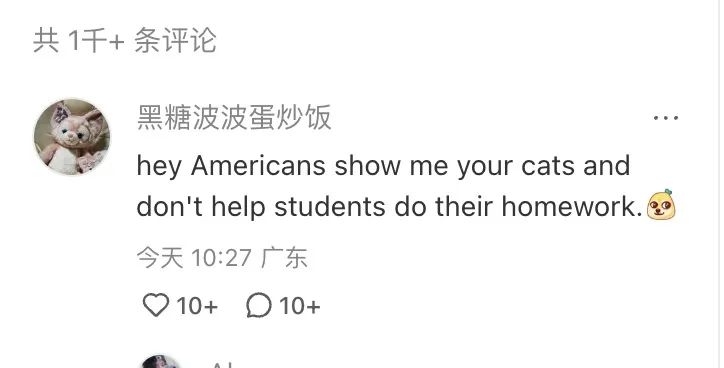 共 1千+ 条评论
黑糖波波蛋炒饭
hey Americans show me your cats and
don't help students do their homework.
今天 10:27 广东
10+ 10+